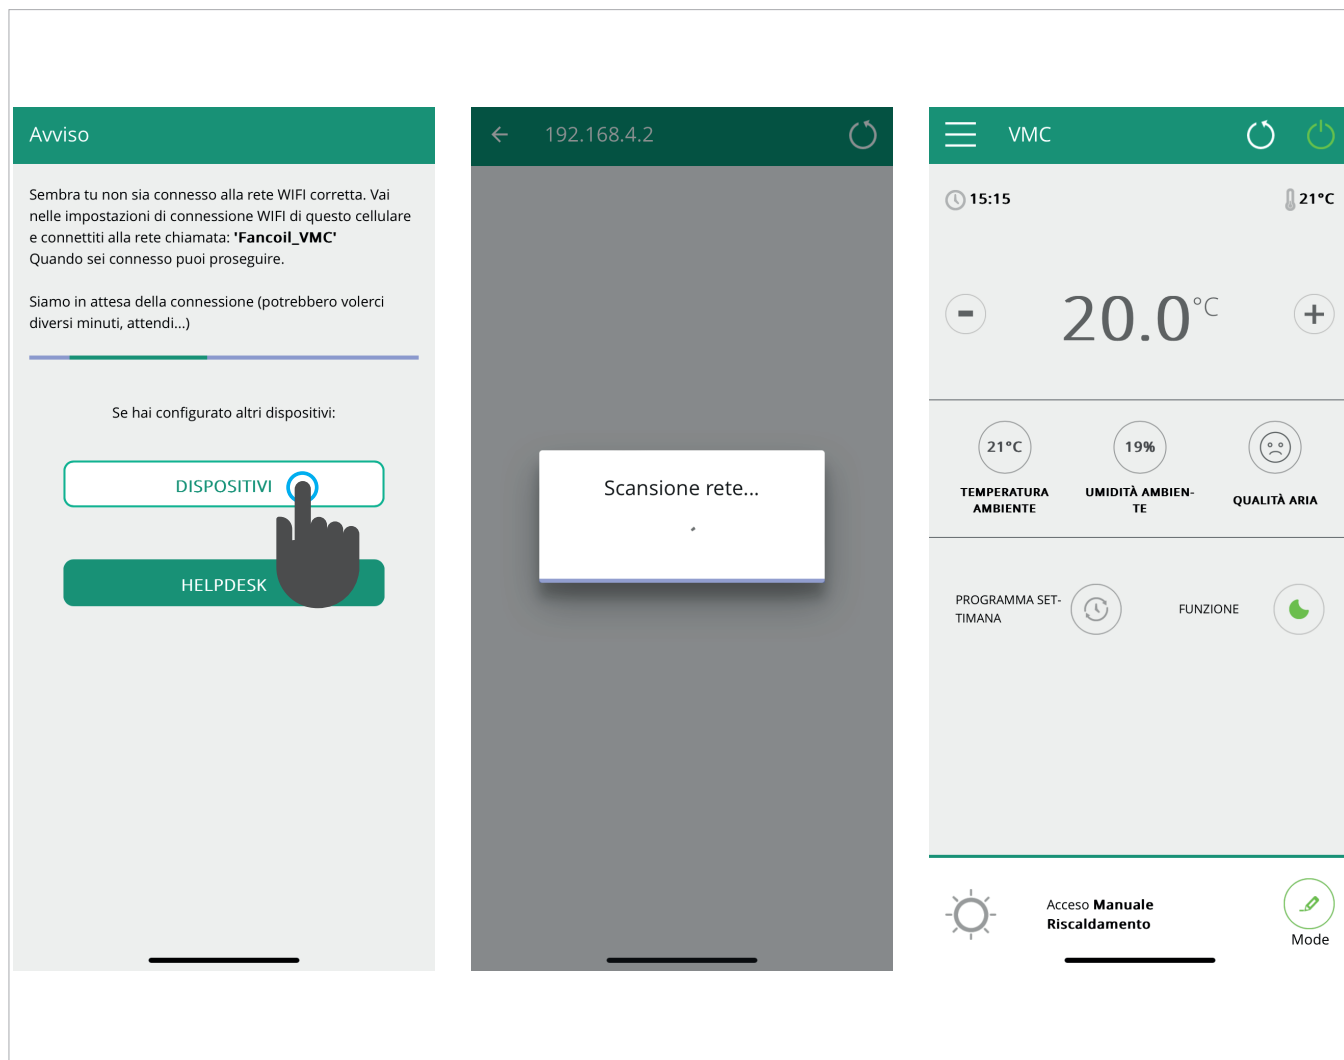 Avviso
Sembra tu non sia connesso alla rete WIFI corretta. Vai
nelle impostazioni di connessione WIFI di questo cellulare
e connettiti alla rete chiamata: 'Fancoil_VMC'
Quando sei connesso puoi proseguire.
Siamo in attesa della connessione (potrebbero volerci
diversi minuti, attendi...)
Se hai configurato altri dispositivi:
DISPOSITIVI
HELPDESK
192.168.4.2
Scansione rete...
VMC
15:15
21°C
-
20.0°C
+
21°C
19%
TEMPERATURA
AMBIENTE
UMIDITÀ AMBIEN-
TE
QUALITÀ ARIA
PROGRAMMA SET-
TIMANA
FUNZIONE
Acceso Manuale
Riscaldamento
Mode